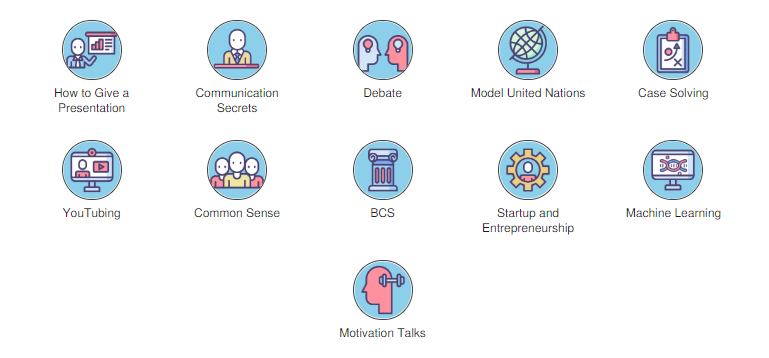 How to Give a
Presentation
Communication
Secrets
Debate
Model United Nations
Case Solving
YouTubing
Common Sense
BCS
Startup and
Entrepreneurship
Machine Learning
Motivation Talks